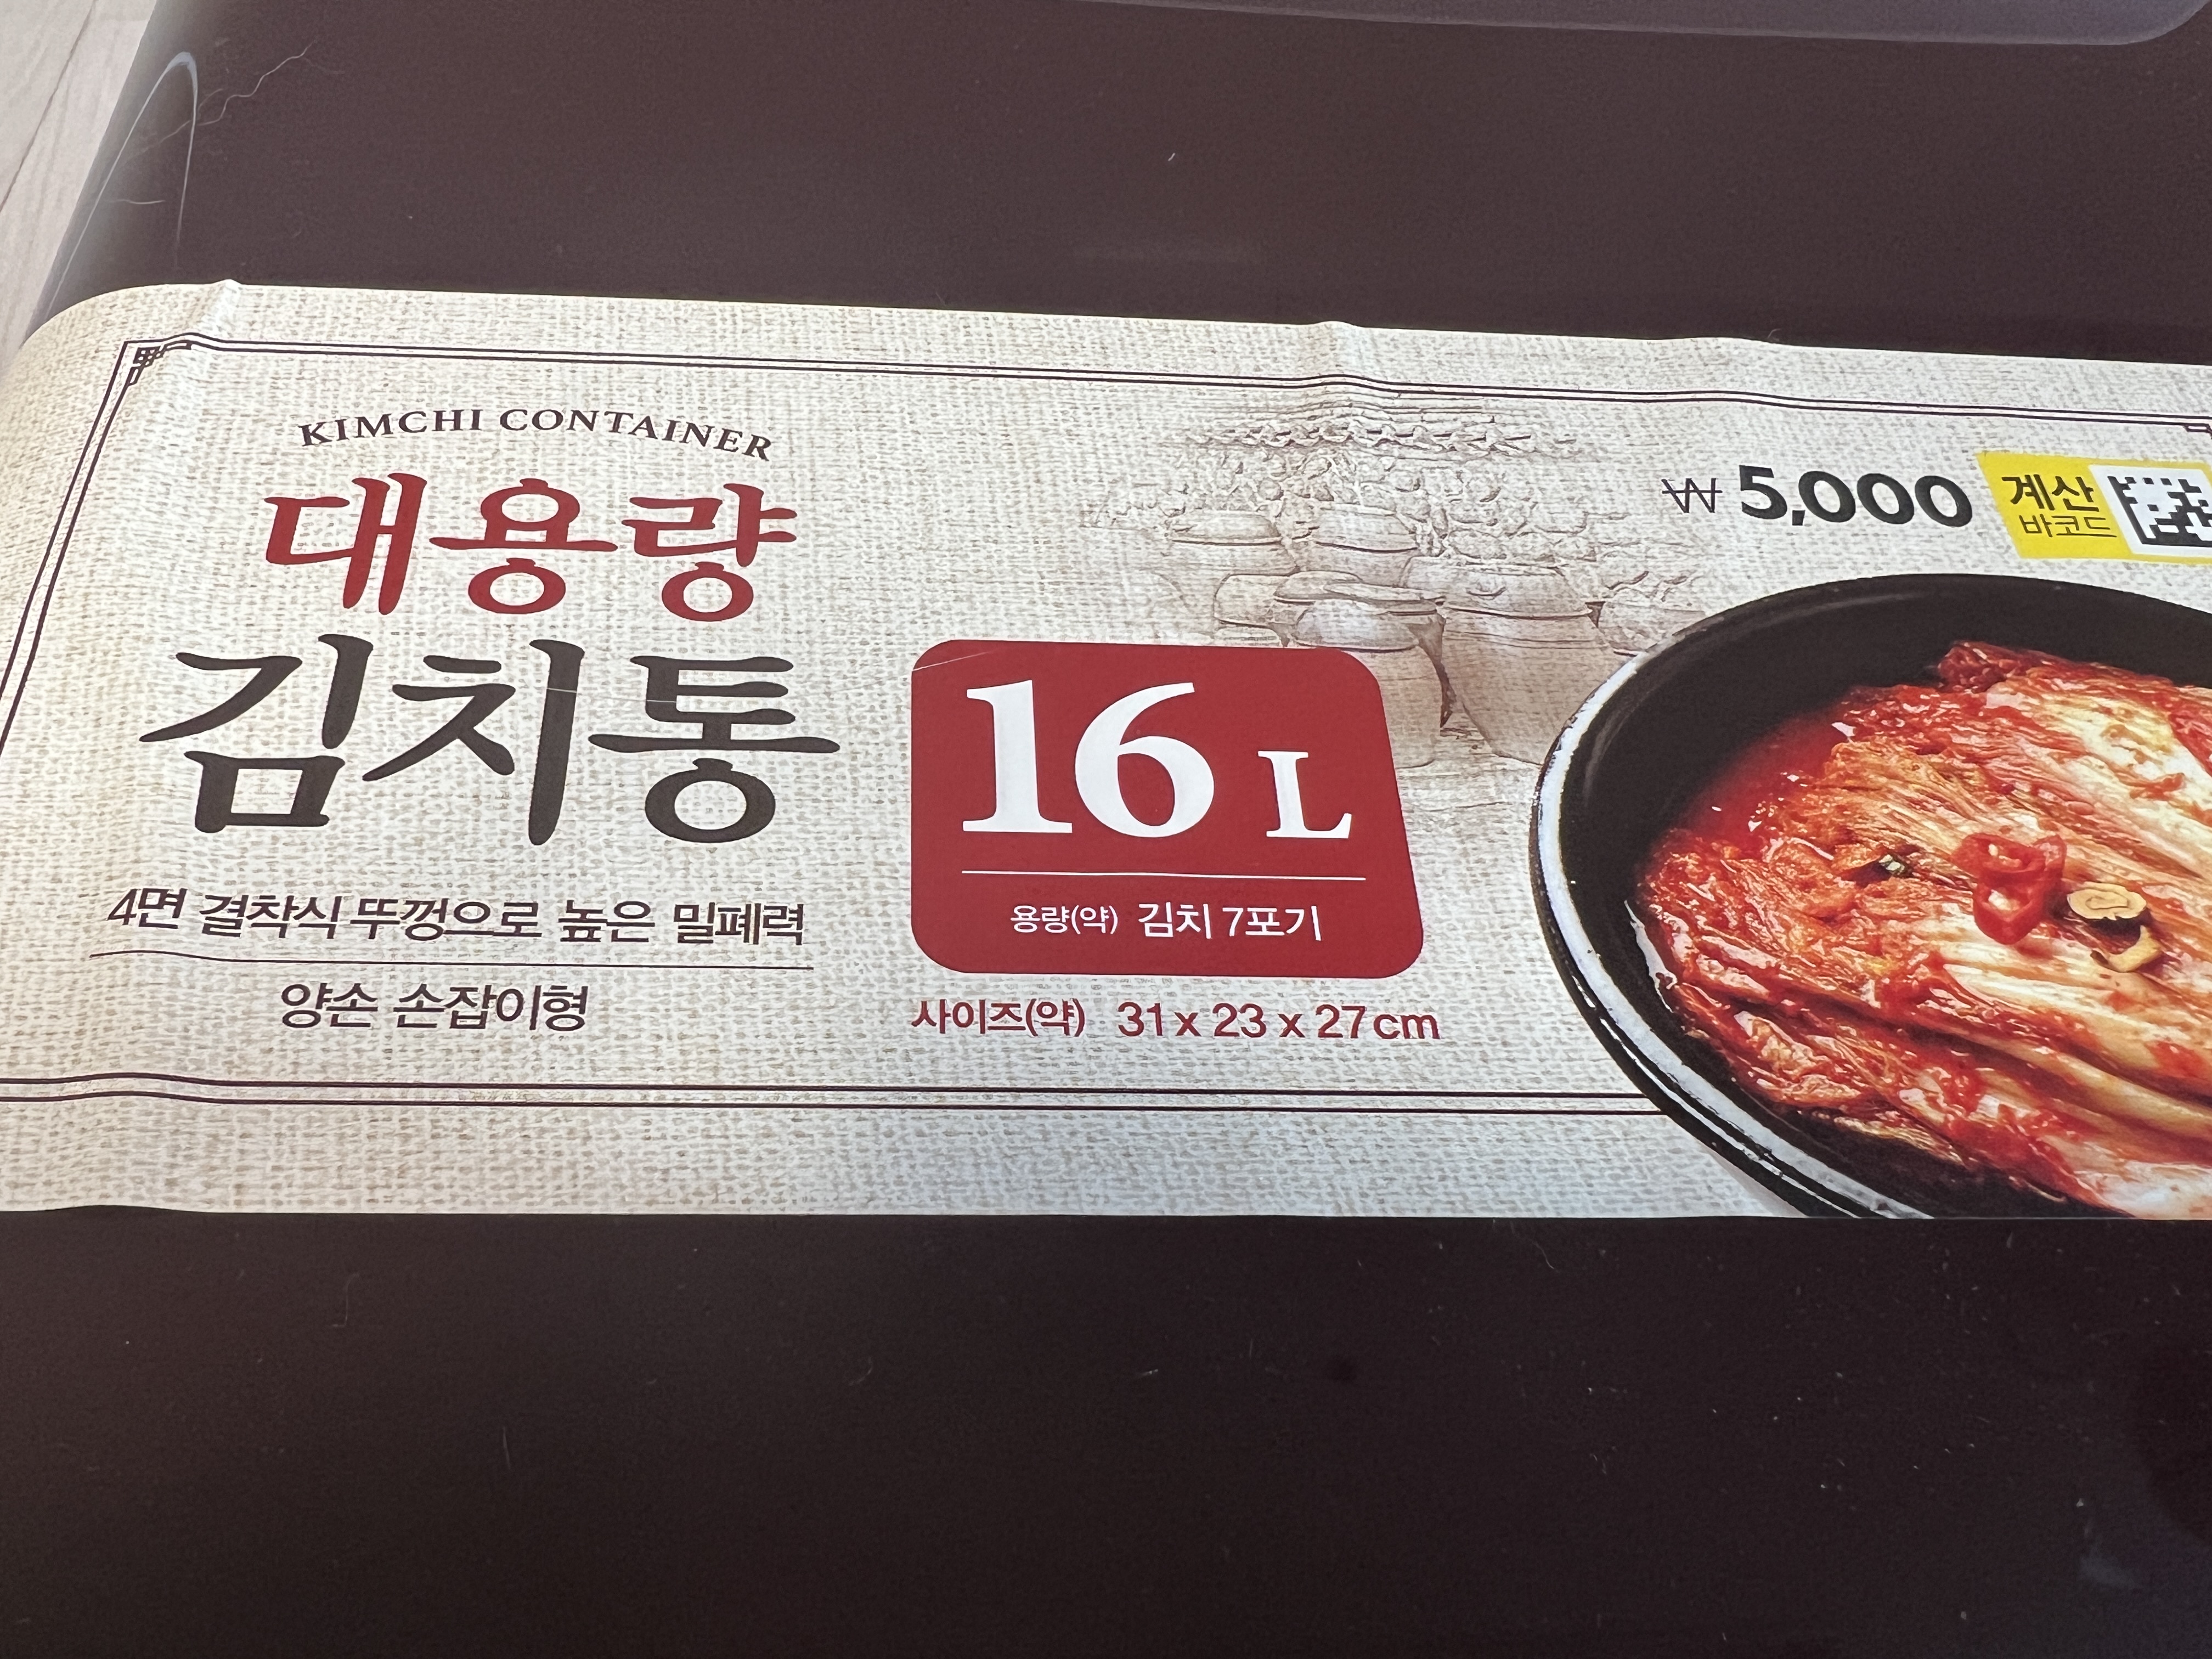 KIMCHI CONTAINER
대용량
김치통
4면 결착식 뚜껑으로 높은 밀폐력
양손 손잡이형
16 L
용량(약) 김치 7포기
사이즈(약) 31 x 23 x 27cm
₩ 5,000
계산
바코드